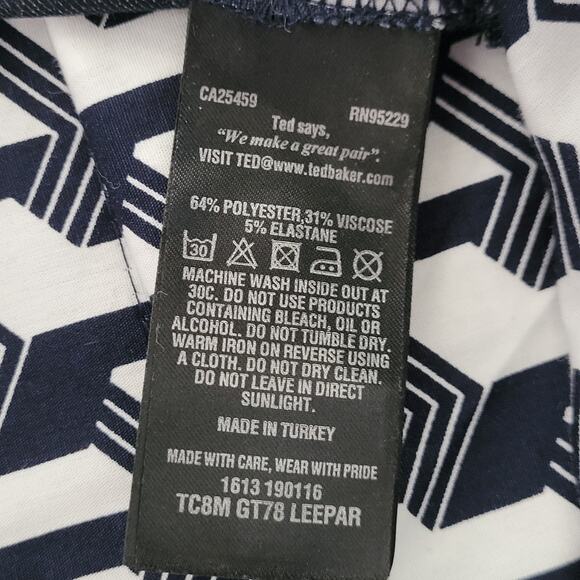 CA25459 RN95229
Ted says,
"We make a great pair".
VISIT TED@www.tedbaker.com
64% POLYESTER,31% VISCOSE
5% ELASTANE
30
MACHINE WASH INSIDE OUT AT
30C. DO NOT USE PRODUCTS
CONTAINING BLEACH, OIL OR
ALCOHOL. DO NOT TUMBLE DRY.
WARM IRON ON REVERSE USING
A CLOTH. DO NOT DRY CLEAN.
DO NOT LEAVE IN DIRECT
SUNLIGHT.
MADE IN TURKEY
MADE WITH CARE, WEAR WITH PRIDE
1613 190116
TC8M GT78 LEEPAR